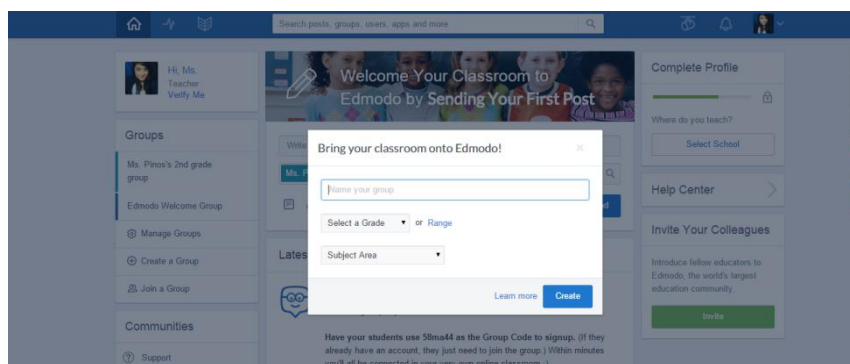 Search posts, groups, users, apps and more
Hi, Ms.
Teacher
Verify Me
Groups
Ms. Pinos's 2nd grade
group
Edmodo Welcome Group
Manage Groups
Create a Group
Join a Group
Communities
Support
Welcome Your Classroom to
Edmodo by Sending Your First Post
Bring your classroom onto Edmodo!
Name your group
Select a Grade or Range
Subject Area
Learn more Create
Have your students use 58ma44 as the Group Code to signup. (If they
already have an account, they just need to join the group.) Within minutes
Complete Profile
Where do you teach?
Select School
Help Center
Invite Your Colleagues
Introduce fellow educators to
Edmodo, the world's largest
education community.
Invite